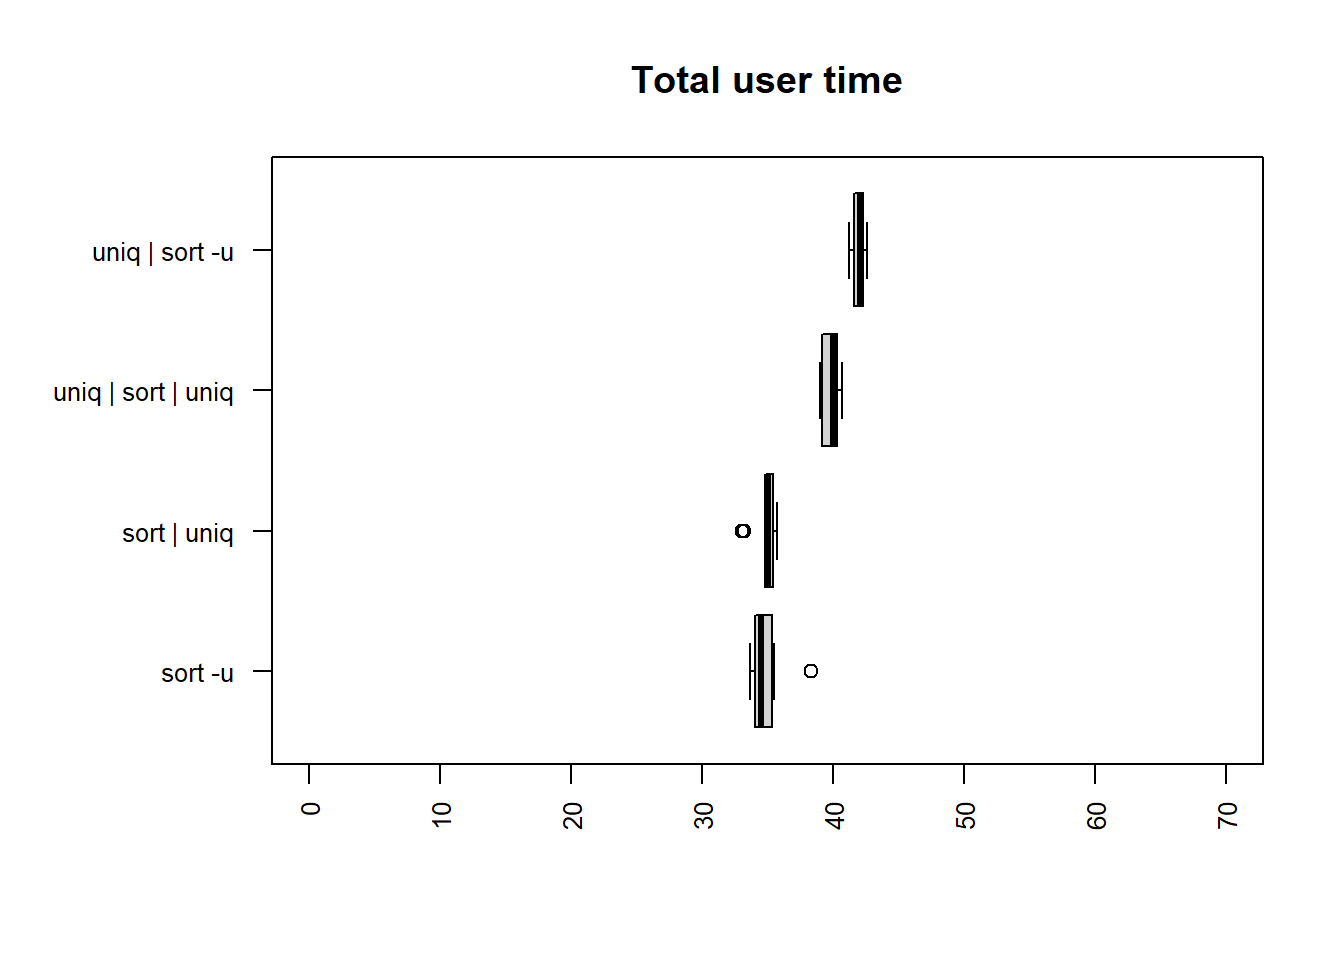 Total user time
uniq | sort -u
uniq | sort | uniq
sort | uniq
sort -u
0 10 20 30 40 50 60 70